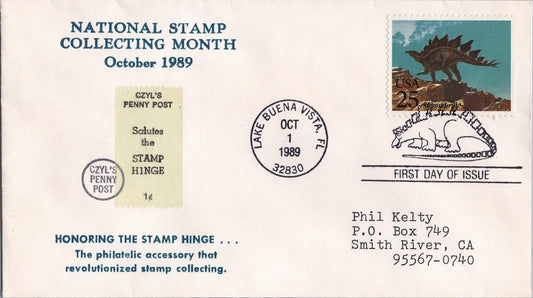 NATIONAL STAMP
COLLECTING MONTH
October 1989
CZYL'S
PENNY POST
Salutes
the
STAMP
HINGE
1¢
CZYL'S
PENNY
POST
HONORING THE STAMP HINGE . . .
The philatelic accessory that
revolutionized stamp collecting.
LAKE BUENA VISTA, FL
OCT
1
1989
32830
USA
25
Stegosaurus
FIRST DAY OF ISSUE
Phil Kelty
P.O. Box 749
Smith River, CA
95567-0740